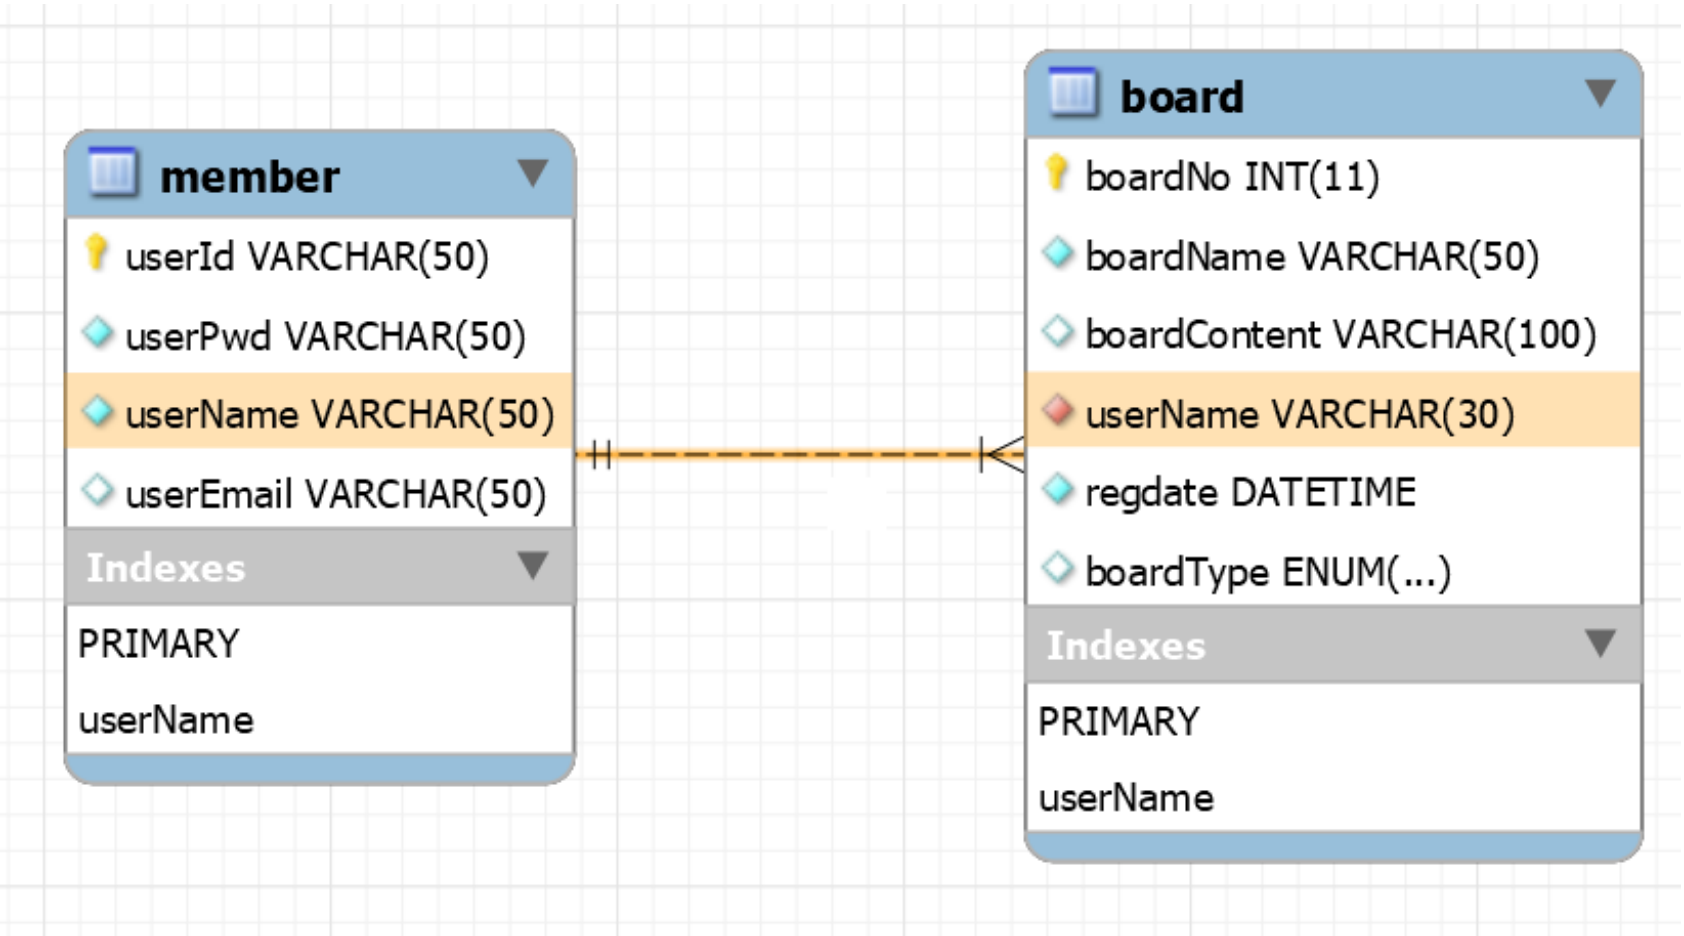 member
userId VARCHAR(50)
userPwd VARCHAR(50)
userName VARCHAR(50)
userEmail VARCHAR(50)
Indexes
PRIMARY
userName
board
boardNo INT(11)
boardName VARCHAR(50)
boardContent VARCHAR(100)
userName VARCHAR(30)
regdate DATETIME
boardType ENUM(...)
Indexes
PRIMARY
userName